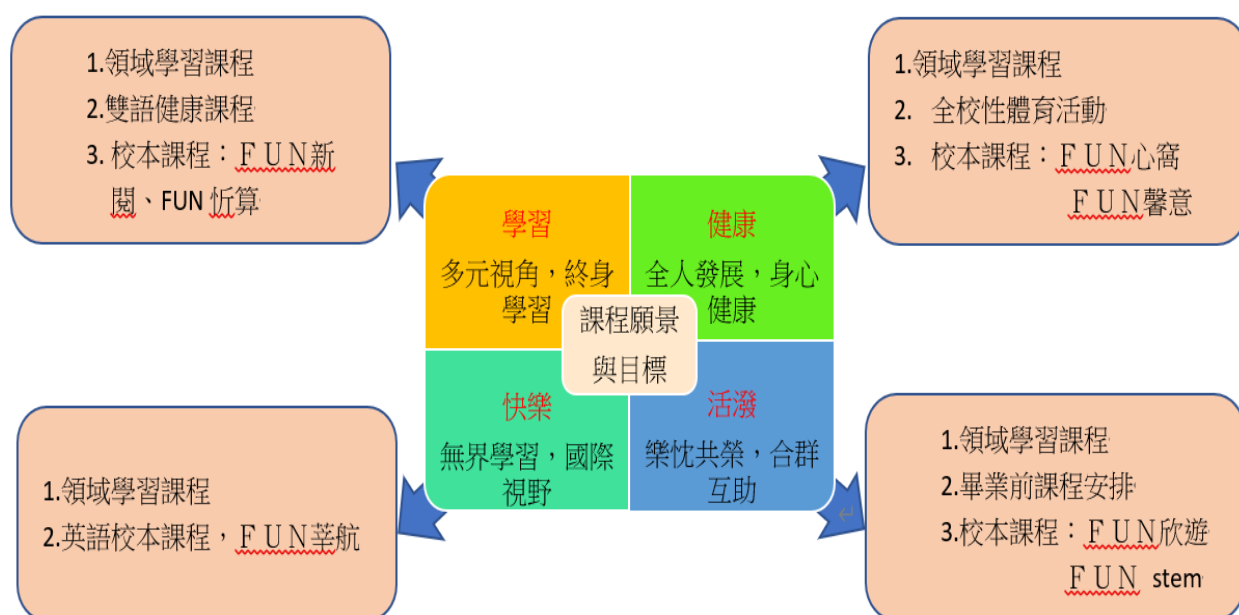 1.領域學習課程
2.雙語健康課程
3. 校本課程：ＦＵＮ新
閱、FUN 忻算
1.領域學習課程
2. 全校性體育活動
3. 校本課程：ＦＵＮ心窩
ＦＵＮ馨意
學習
多元視角，終身
學習
健康
全人發展，身心
健康
課程願景
與目標
快樂
無界學習，國際
視野
活潑
樂忱共榮，合群
互助
1.領域學習課程
2.英語校本課程，ＦＵＮ莘航
1.領域學習課程
2.畢業前課程安排
3.校本課程：ＦＵＮ欣遊
ＦＵＮ stem